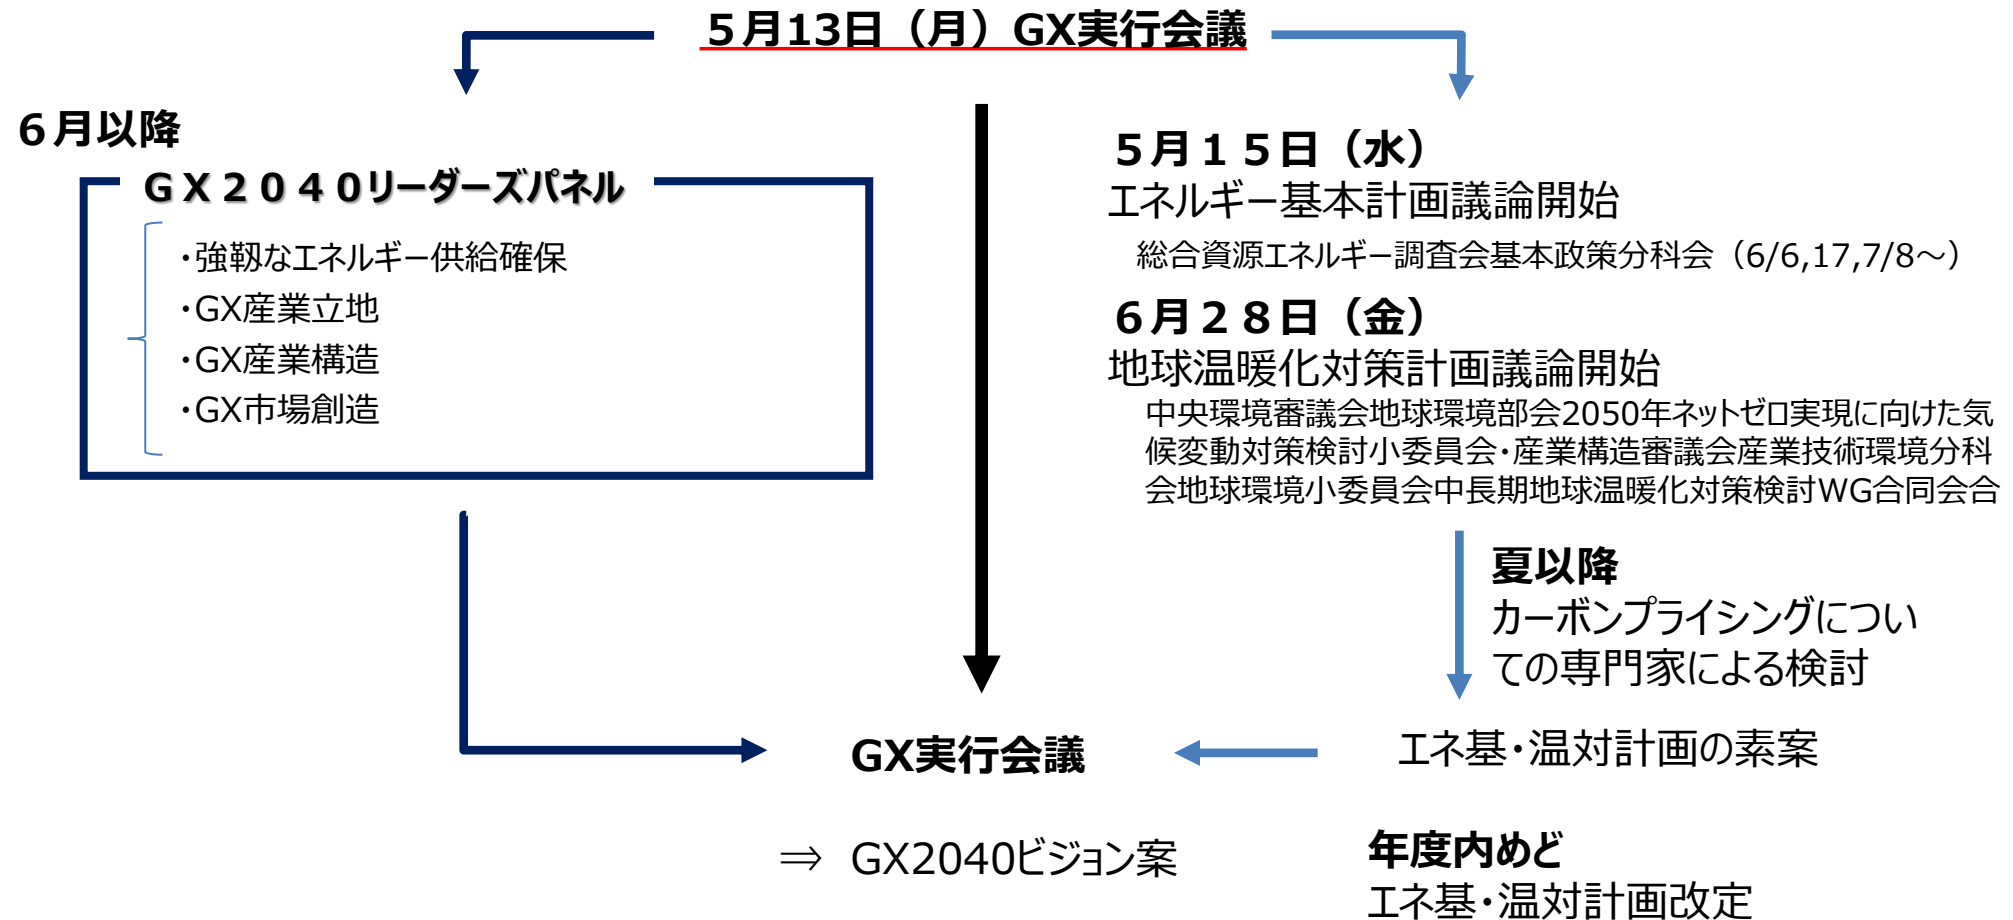 ５月13日（月）GX実行会議
６月以降
ＧＸ２０４０リーダーズパネル
・強靱なエネルギー供給確保
・GX産業立地
・GX産業構造
・GX市場創造
５月１５日（水）
エネルギー基本計画議論開始
総合資源エネルギー調査会基本政策分科会（6/6,17,7/8～）
６月２８日（金）
地球温暖化対策計画議論開始
中央環境審議会地球環境部会2050年ネットゼロ実現に向けた気
候変動対策検討小委員会・産業構造審議会産業技術環境分科
会地球環境小委員会中長期地球温暖化対策検討WG合同会合
夏以降
カーボンプライシングについ
ての専門家による検討
GX実行会議
エネ基・温対計画の素案
⇒ GX2040ビジョン案
年度内めど
エネ基・温対計画改定